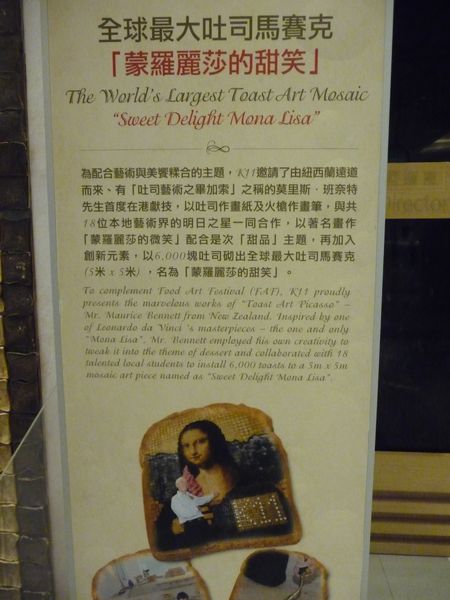 全球最大吐司馬賽克
「蒙羅麗莎的甜笑」
The World's Largest Toast Art Mosaic
"Sweet Delight Mona Lisa"
為配合藝術與美饗糅合的主題，K11邀請了由紐西蘭遠道
而來、有「吐司藝術之畢加索」之稱的莫里斯·班奈特
先生首度在港獻技，以吐司作畫紙及火槍作畫筆，與共
18位本地藝術界的明日之星一同合作，以著名畫作
「蒙羅麗莎的微笑」配合是次「甜品」主題，再加入
創新元素，以6,000塊吐司砌出全球最大吐司馬賽克
(5米 x 5米)，名為「蒙羅麗莎的甜笑」。
To complement Food Art Festival (FAF), K11 proudly
presents the marvelous works of "Toast Art Picasso" –
Mr. Maurice Bennett from New Zealand. Inspired by one
of Leonardo da Vinci 's masterpieces – the one and only
"Mona Lisa", Mr. Bennett employed his own creativity to
tweak it into the theme of dessert and collaborated with 18
talented local students to install 6,000 toasts to a 5m x 5m
mosaic art piece named as "Sweet Delight Mona Lisa".
K11
Director